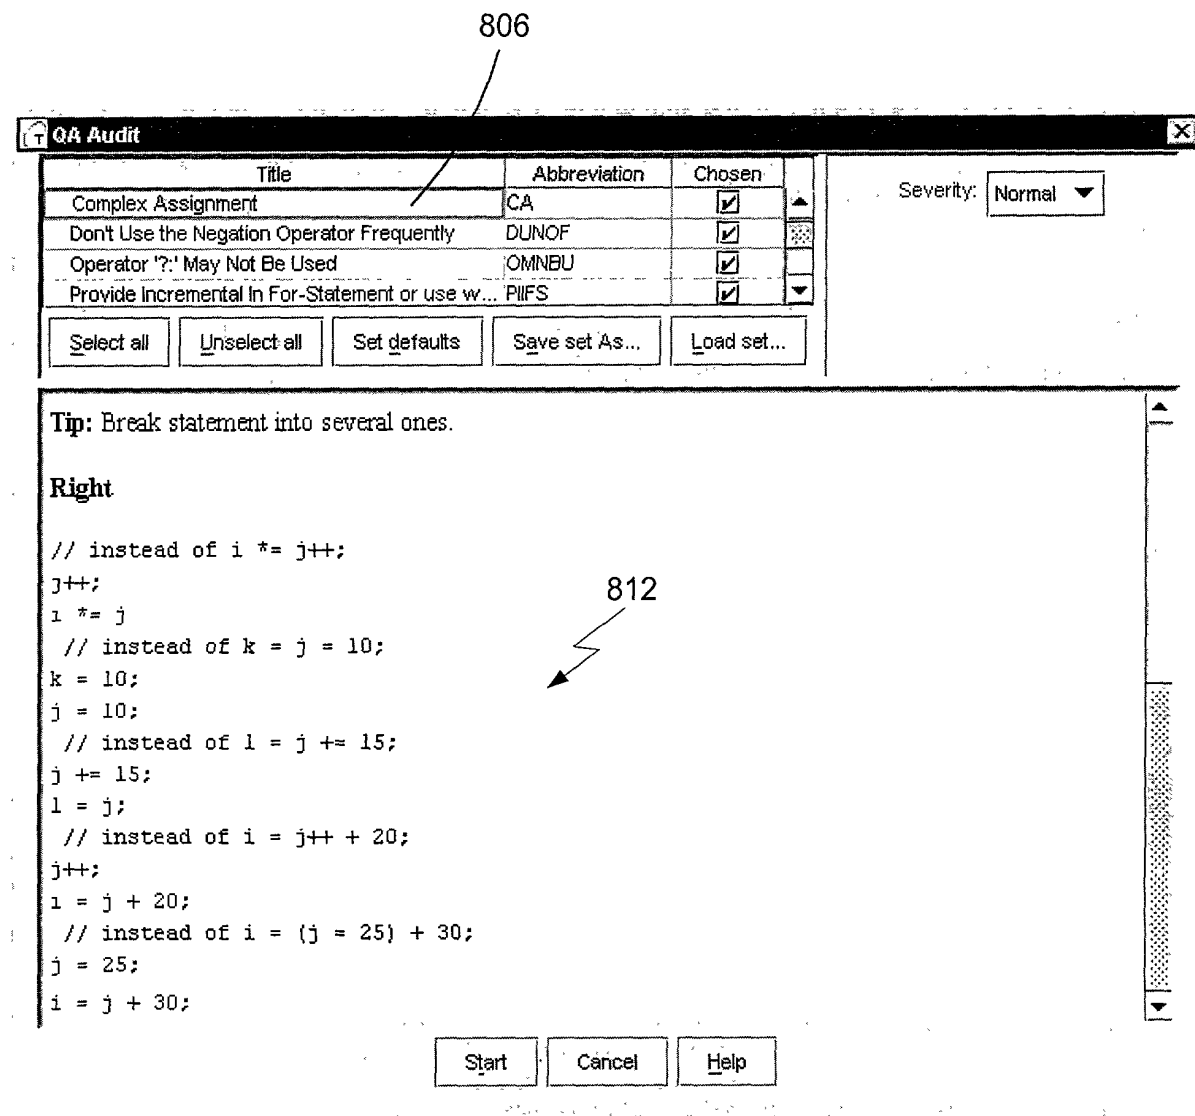 806
QA Audit
Title Abbreviation Chosen
Complex Assignment CA
Don't Use the Negation Operator Frequently DUNOF
Operator '?:' May Not Be Used OMNBU
Provide Incremental In For-Statement or use w... PIIFS
Severity: Normal
Select all Unselect all Set defaults Save set As... Load set...
Tip: Break statement into several ones.
Right
// instead of i *= j++;
j++;
i *= j
812
// instead of k = j = 10;
k = 10;
j = 10;
// instead of l = j += 15;
j += 15;
l = j;
// instead of i = j++ + 20;
j++;
i = j + 20;
// instead of i = (j = 25) + 30;
j = 25;
i = j + 30;
Start Cancel Help